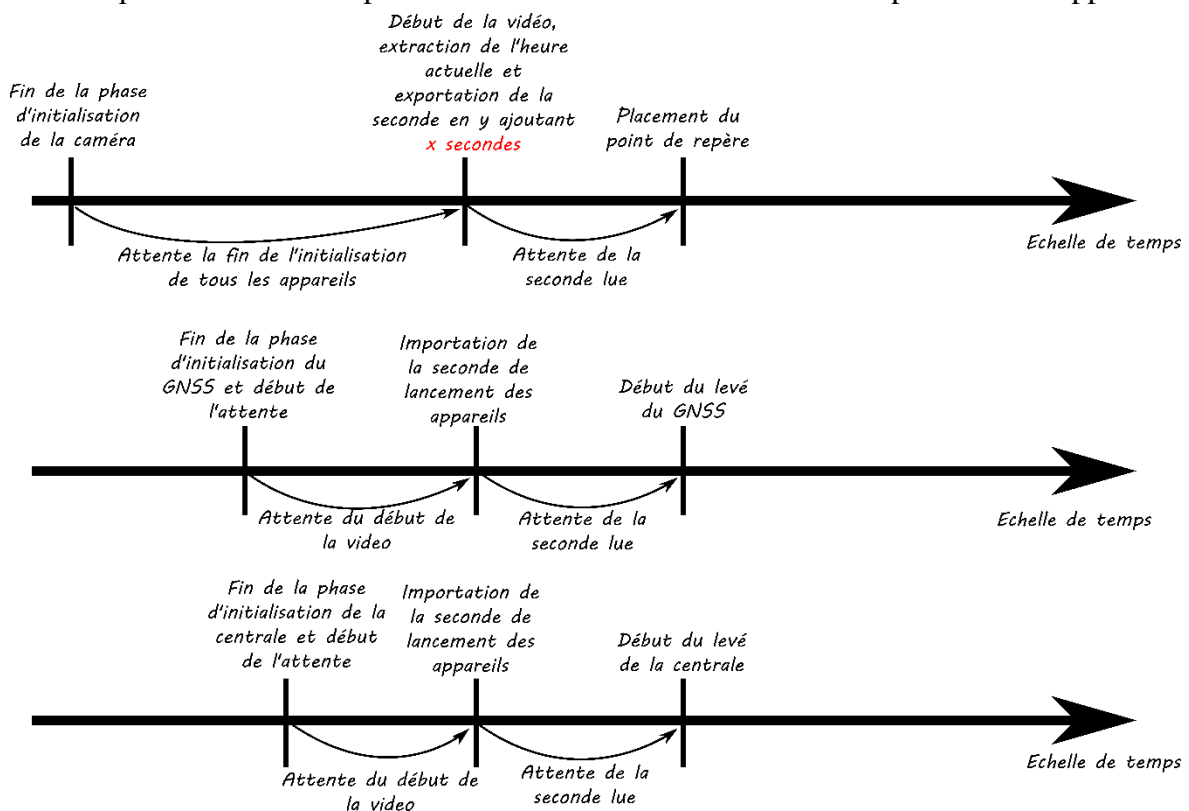 Début de la vidéo,
extraction de l'heure
actuelle et
exportation de la
seconde en y ajoutant
x secondes
Fin de la phase
d'initialisation
de la caméra
Placement du
point de repère
Attente la fin de l'initialisation
de tous les appareils
Attente de la
seconde lue
Echelle de temps
Fin de la phase
d'initialisation du
GNSS et début de
l'attente
Importation de
la seconde de
lancement des
appareils
Début du levé
du GNSS
Attente du début de
la video
Attente de la
seconde lue
Echelle de temps
Fin de la phase
d'initialisation de la
centrale et début
de l'attente
Importation de
la seconde de
lancement des
appareils
Début du levé
de la centrale
Attente du début de
la video
Attente de la
seconde lue
Echelle de temps